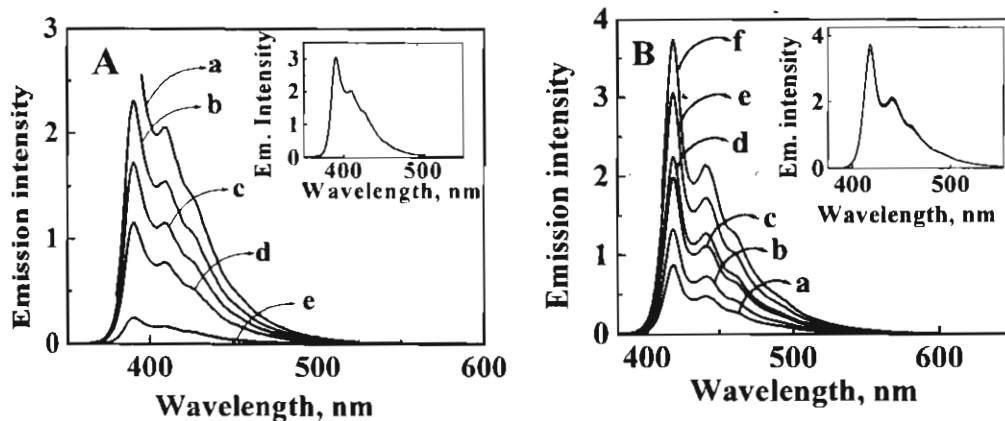 A
3
2
1
0
Emission intensity
a
b
c
d
e
400
500
600
Wavelength, nm
3
2
1
0
Em. Intensity
400
500
Wavelength, nm
B
4
3
2
1
0
Emission intensity
f
e
d
c
b
a
400
500
600
Wavelength, nm
4
2
0
Em. intensity
400
500
Wavelength, nm